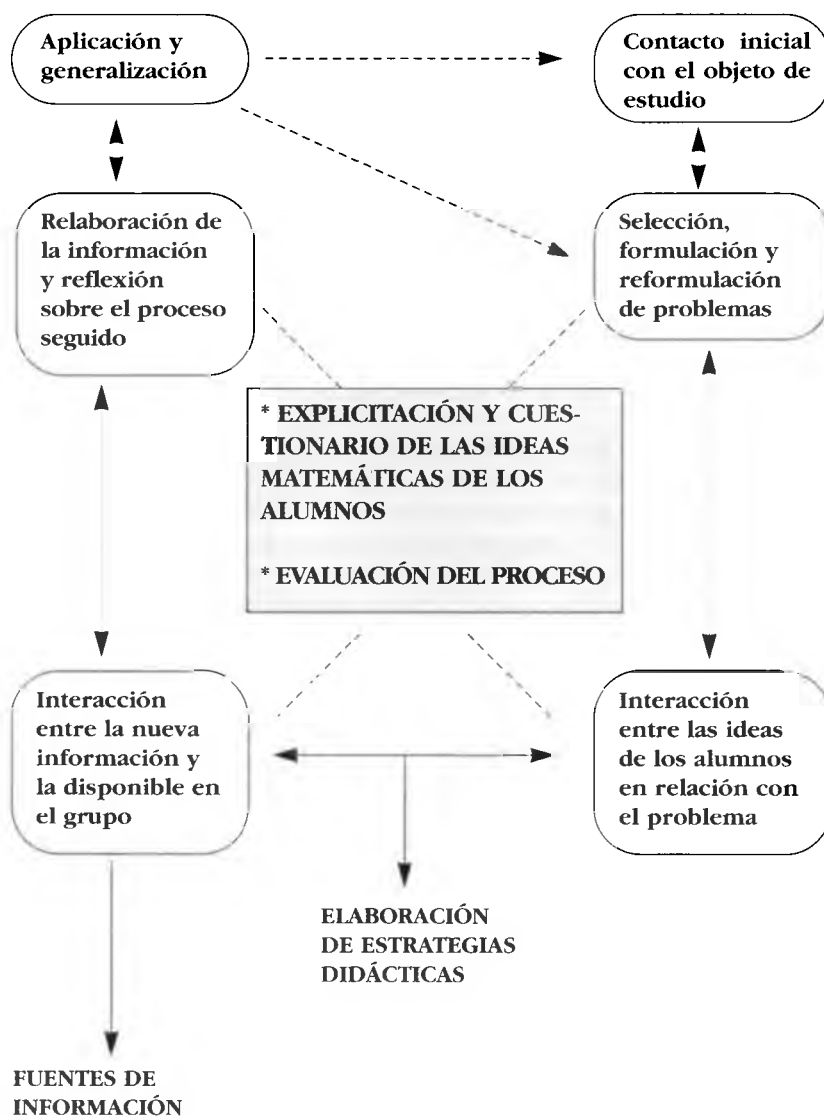 Aplicación y
generalización
Contacto inicial
con el objeto de
estudio
Relaboración de
la información
y reflexión
sobre el proceso
seguido
Selección,
formulación y
reformulación
de problemas
* EXPLICITACIÓN Y CUES-
TIONARIO DE LAS IDEAS
MATEMÁTICAS DE LOS
ALUMNOS
* EVALUACIÓN DEL PROCESO
Interacción
entre la nueva
información y
la disponible en
el grupo
Interacción
entre las ideas
de los alumnos
en relación con
el problema
ELABORACIÓN
DE ESTRATEGIAS
DIDÁCTICAS
FUENTES DE
INFORMACIÓN